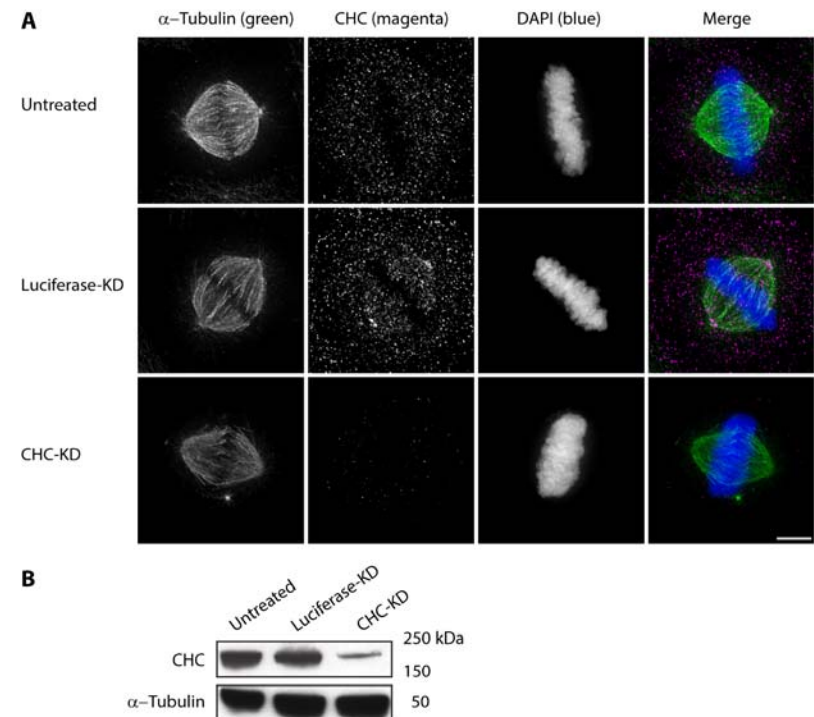 A
α–Tubulin (green) CHC (magenta) DAPI (blue) Merge
Untreated
Luciferase-KD
CHC-KD
B
Untreated Luciferase-KD CHC-KD
250 kDa
CHC
150
α–Tubulin 50